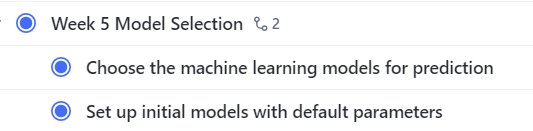 Week 5 Model Selection 2
Choose the machine learning models for prediction
Set up initial models with default parameters